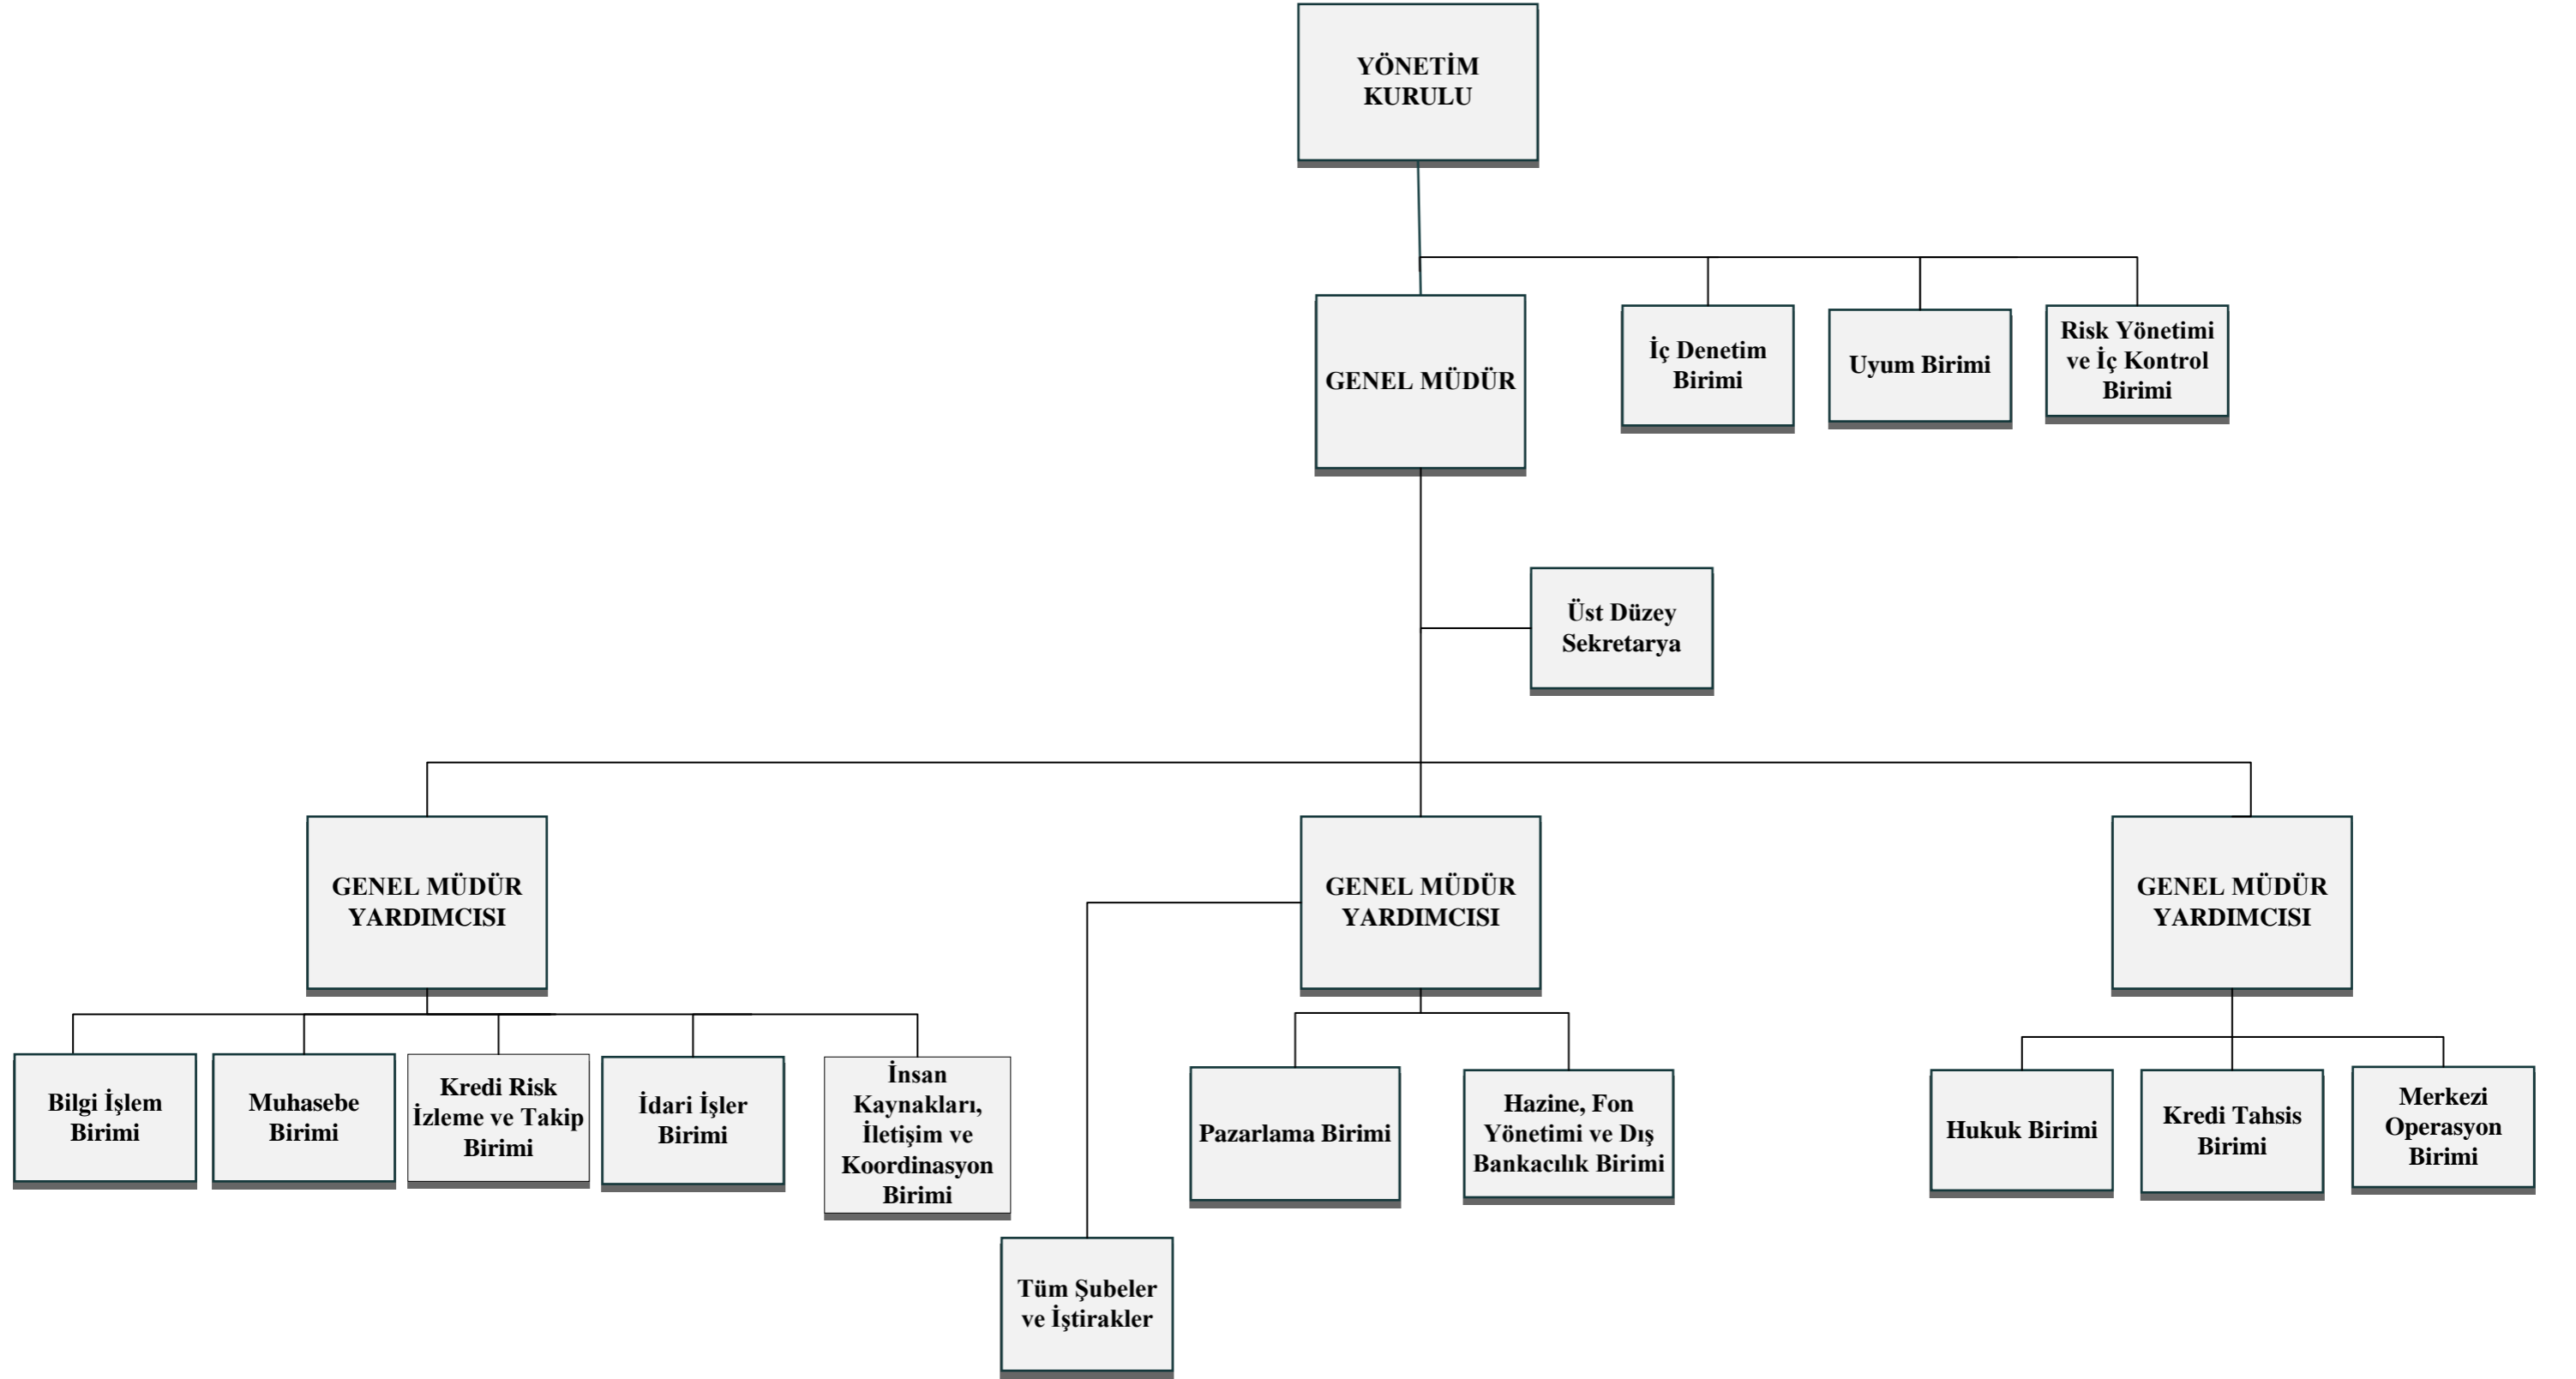 YÖNETİM
KURULU
GENEL MÜDÜR
İç Denetim
Birimi
Uyum Birimi
Risk Yönetimi
ve İç Kontrol
Birimi
Üst Düzey
Sekretarya
GENEL MÜDÜR
YARDIMCISI
GENEL MÜDÜR
YARDIMCISI
GENEL MÜDÜR
YARDIMCISI
Bilgi İşlem
Birimi
Muhasebe
Birimi
Kredi Risk
İzleme ve Takip
Birimi
İdari İşler
Birimi
İnsan
Kaynakları,
İletişim ve
Koordinasyon
Birimi
Pazarlama Birimi
Hazine, Fon
Yönetimi ve Dış
Bankacılık Birimi
Hukuk Birimi
Kredi Tahsis
Birimi
Merkezi
Operasyon
Birimi
Tüm Şubeler
ve İştirakler